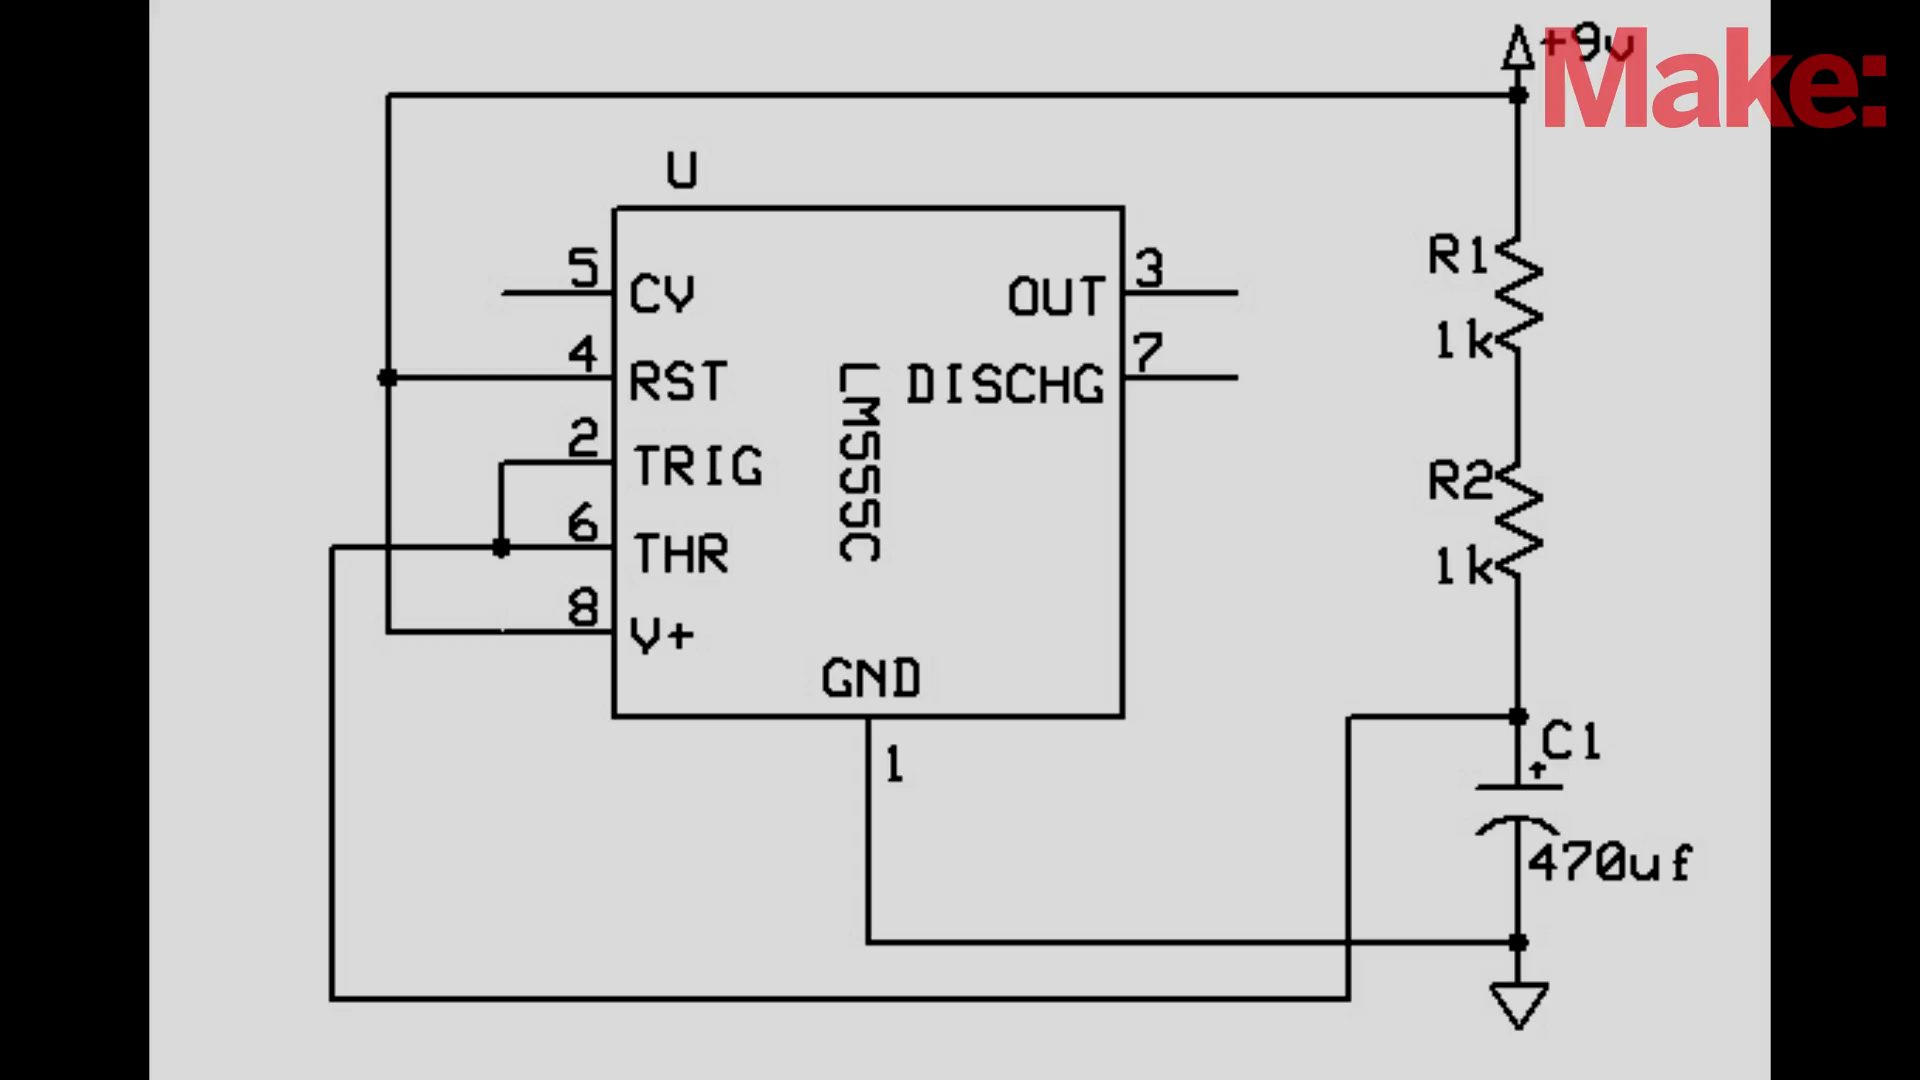 +9v
Make:
U
5
CV
3
OUT
R1
1k
4
RST
7
DISCHG
LM555C
2
TRIG
6
THR
R2
1k
8
V+
GND
1
C1
+
470uf